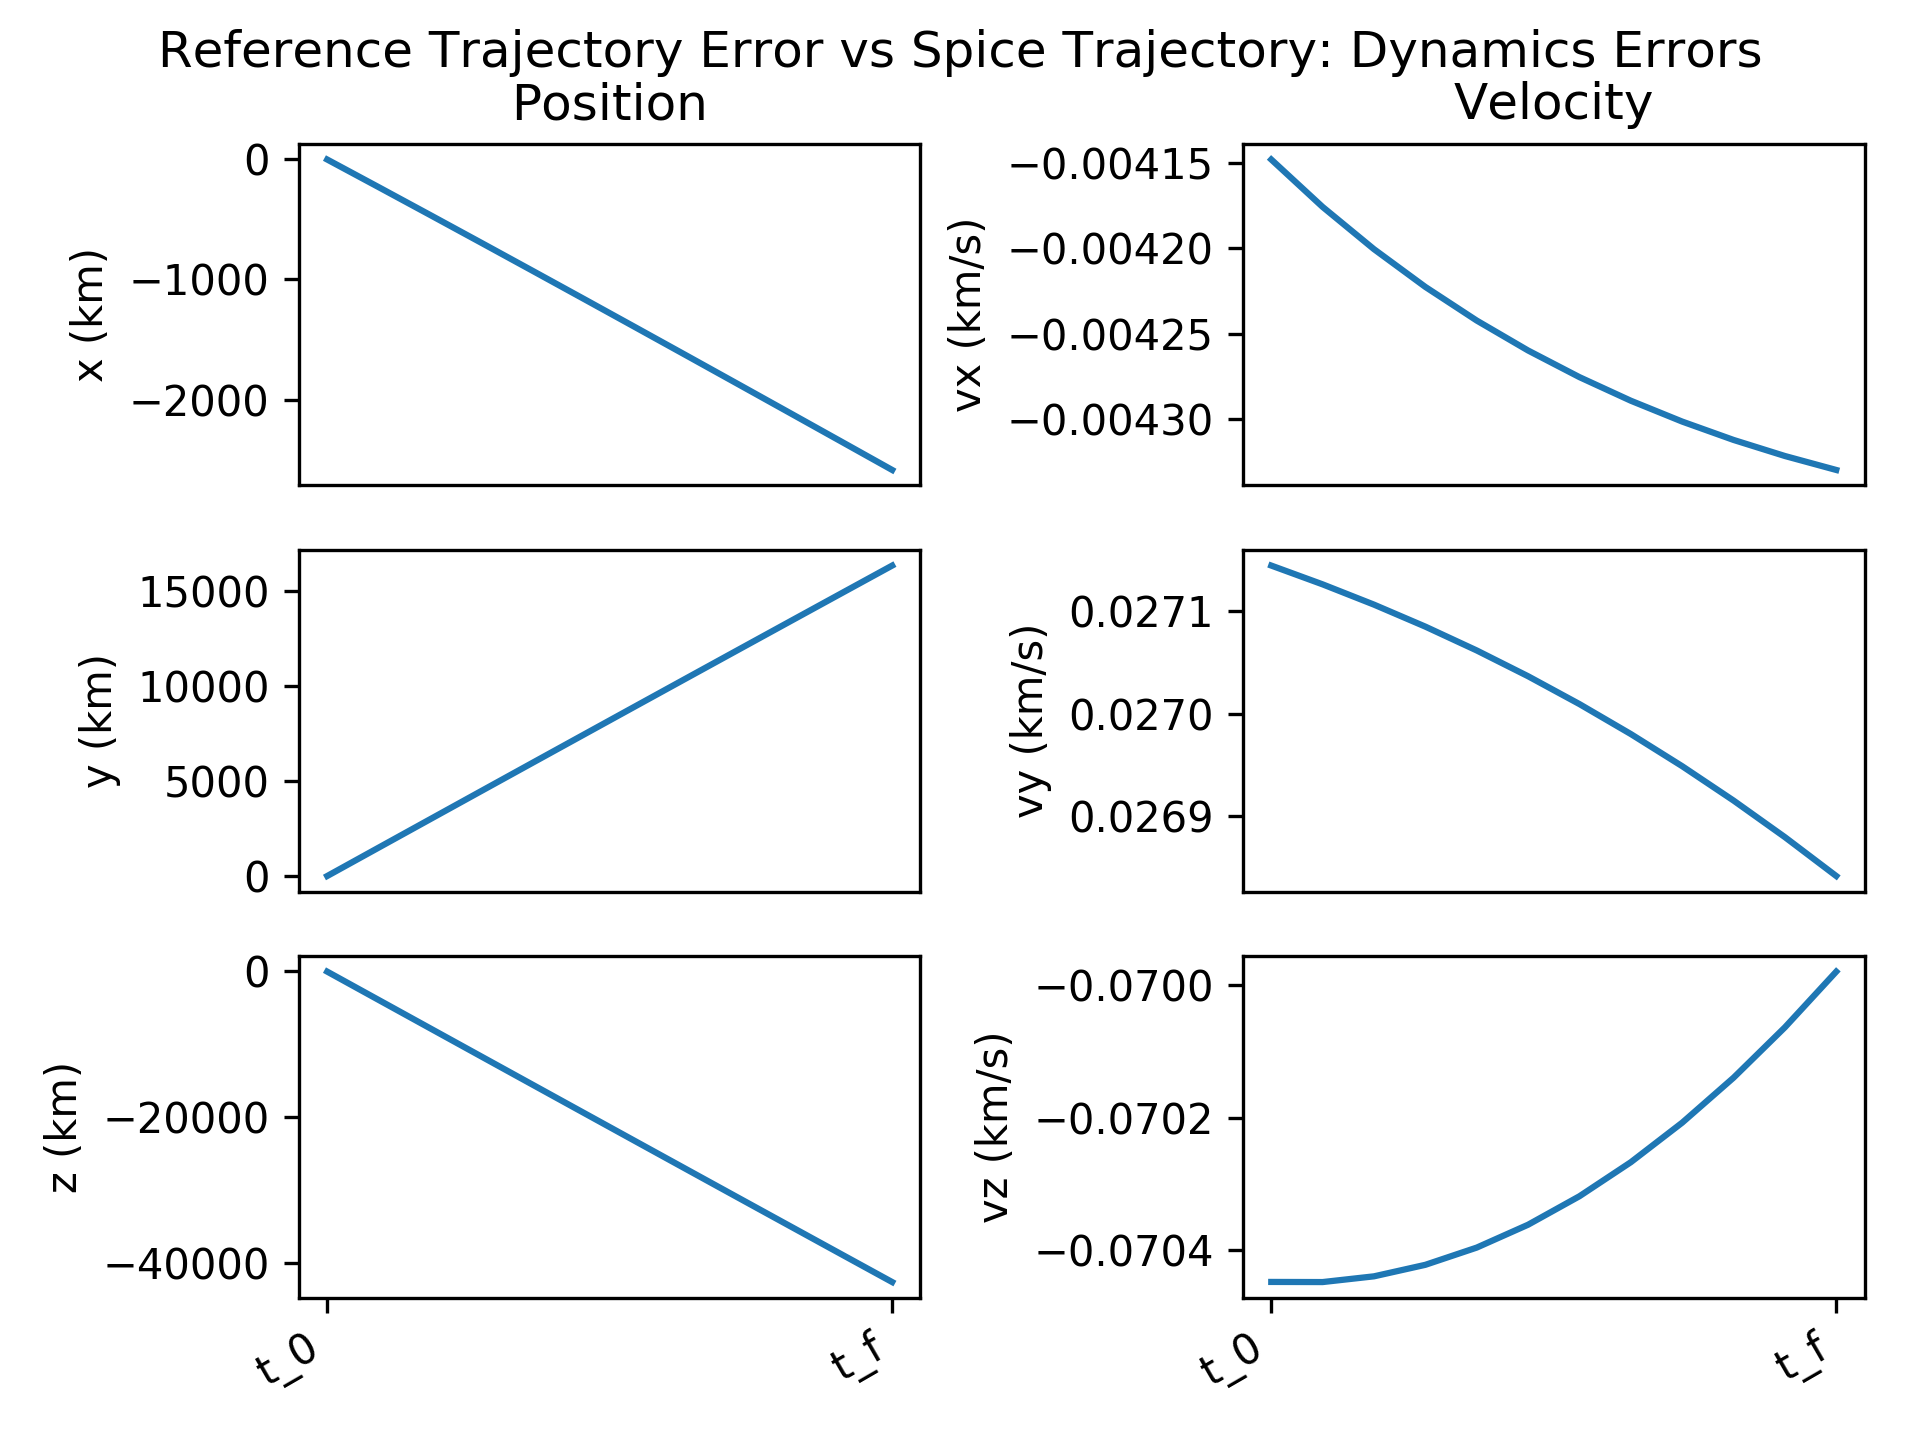 Reference Trajectory Error vs Spice Trajectory: Dynamics Errors
Position
Velocity
0
−1000
−2000
x (km)
−0.00415
−0.00420
−0.00425
−0.00430
vx (km/s)
15000
10000
5000
0
y (km)
0.0271
0.0270
0.0269
vy (km/s)
0
−20000
−40000
z (km)
−0.0700
−0.0702
−0.0704
vz (km/s)
t_0
t_f
t_0
t_f